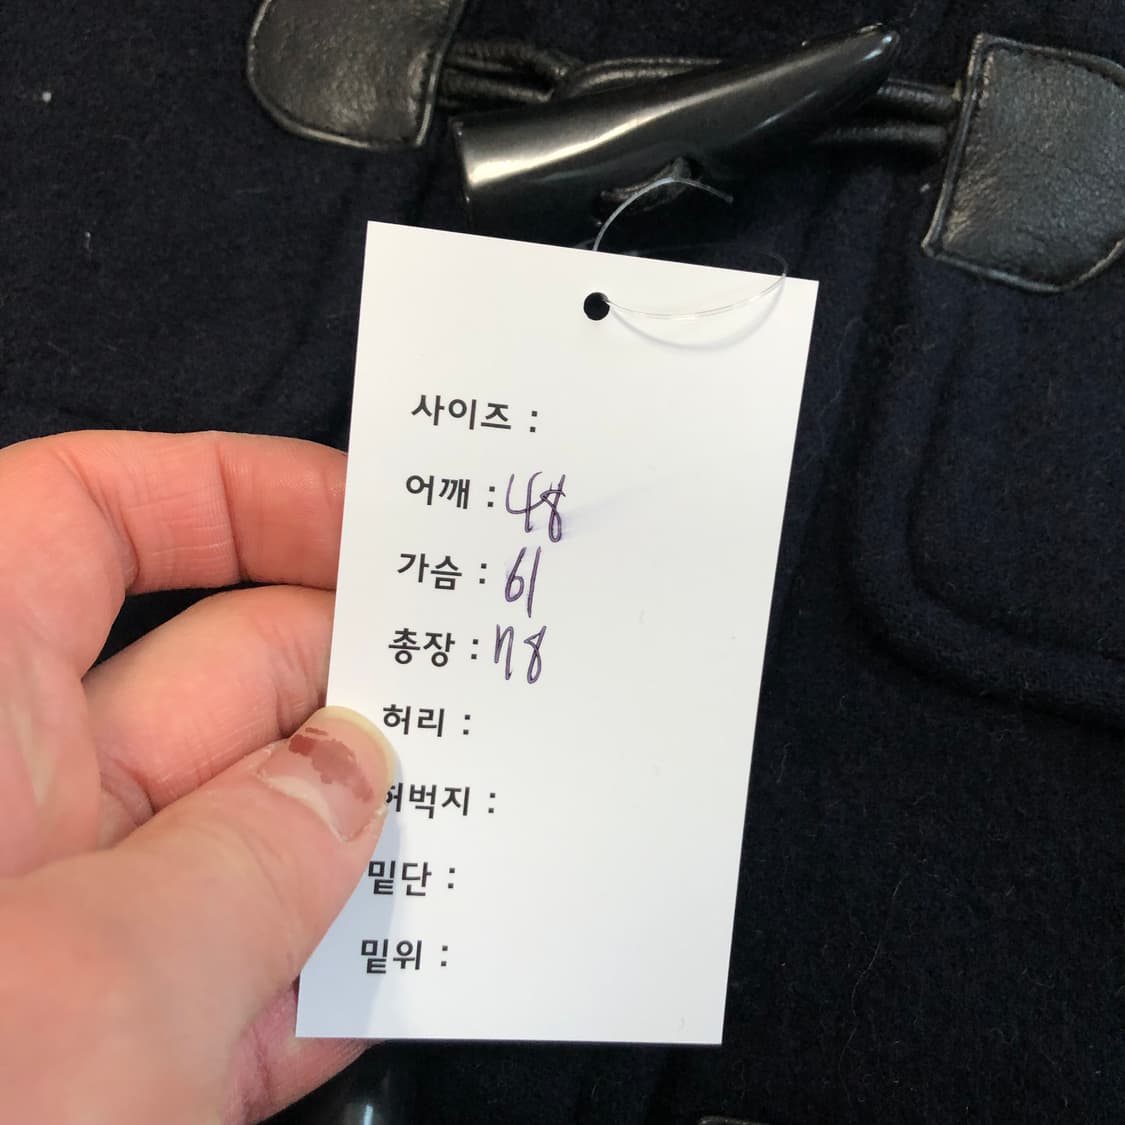 사이즈 :
어깨 : 48
가슴 : 61
총장 : 78
허리 :
허벅지 :
밑단 :
밑위 :